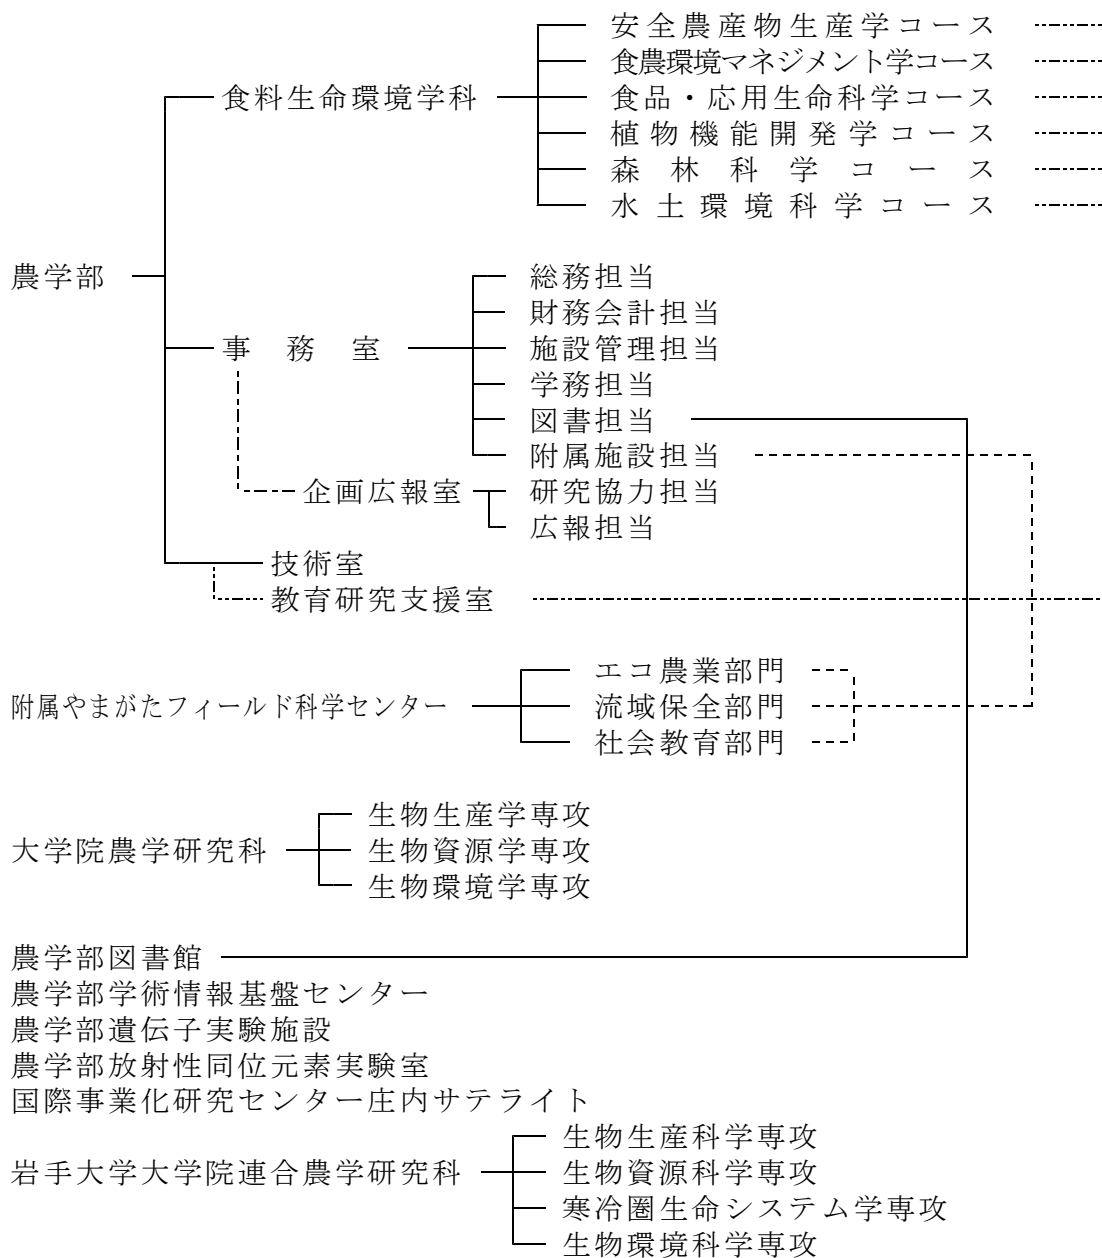 安全農産物生産学コース
食農環境マネジメント学コース
食料生命環境学科
食品・応用生命科学コース
植物機能開発学コース
森林科学コース
水土環境科学コース
農学部
総務担当
財務会計担当
事務室
施設管理担当
学務担当
図書担当
附属施設担当
企画広報室
研究協力担当
広報担当
技術室
教育研究支援室
エコ農業部門
附属やまがたフィールド科学センター
流域保全部門
社会教育部門
生物生産学専攻
大学院農学研究科
生物資源学専攻
生物環境学専攻
農学部図書館
農学部学術情報基盤センター
農学部遺伝子実験施設
農学部放射性同位元素実験室
国際事業化研究センター庄内サテライト
生物生産科学専攻
岩手大学大学院連合農学研究科
生物資源科学専攻
寒冷圏生命システム学専攻
生物環境科学専攻